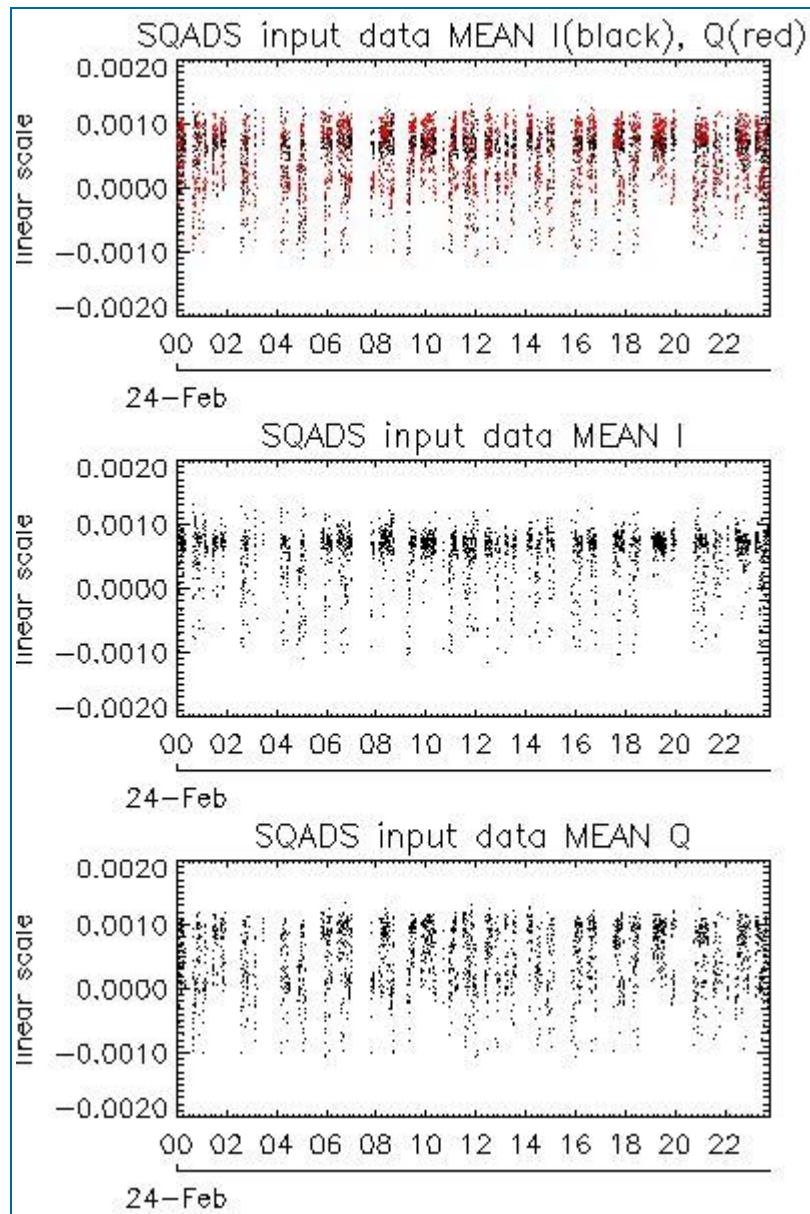 SQADS input data MEAN I(black), Q(red)
0.0020
0.0010
0.0000
-0.0010
-0.0020
linear scale
00 02 04 06 08 10 12 14 16 18 20 22
24-Feb
SQADS input data MEAN I
0.0020
0.0010
0.0000
-0.0010
-0.0020
linear scale
00 02 04 06 08 10 12 14 16 18 20 22
24-Feb
SQADS input data MEAN Q
0.0020
0.0010
0.0000
-0.0010
-0.0020
linear scale
00 02 04 06 08 10 12 14 16 18 20 22
24-Feb